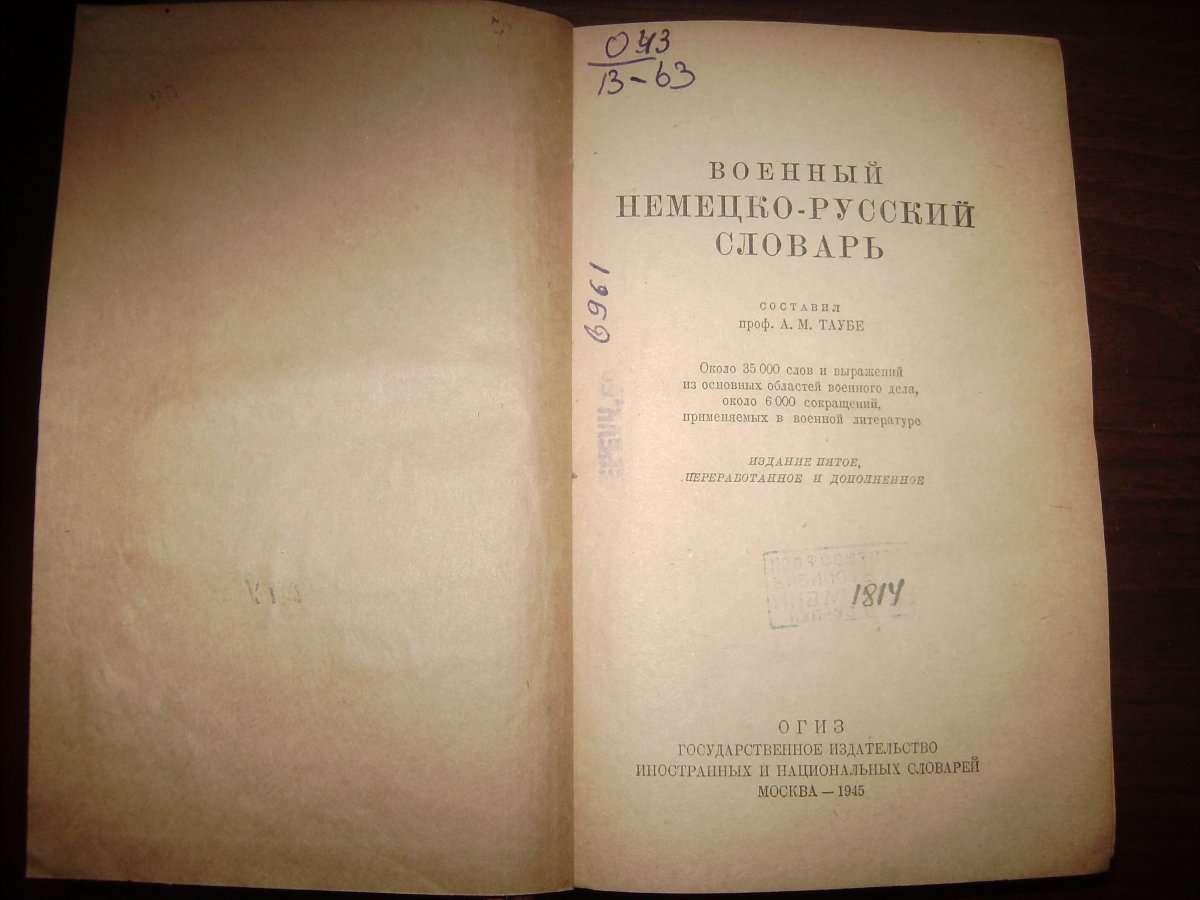 043
В-63
ВОЕННЫЙ
НЕМЕЦКО-РУССКИЙ
СЛОВАРЬ
6961
СОСТАВИЛ
проф. А. М. ТАУБЕ
Около 35 000 слов и выражений
из основных областей военного дела,
около 6 000 сокращений,
применяемых в военной литературе
ИЗДАНИЕ ПЯТОЕ,
ПЕРЕРАБОТАННОЕ И ДОПОЛНЕННОЕ
1814
ОГИЗ
ГОСУДАРСТВЕННОЕ ИЗДАТЕЛЬСТВО
ИНОСТРАННЫХ И НАЦИОНАЛЬНЫХ СЛОВАРЕЙ
МОСКВА — 1945